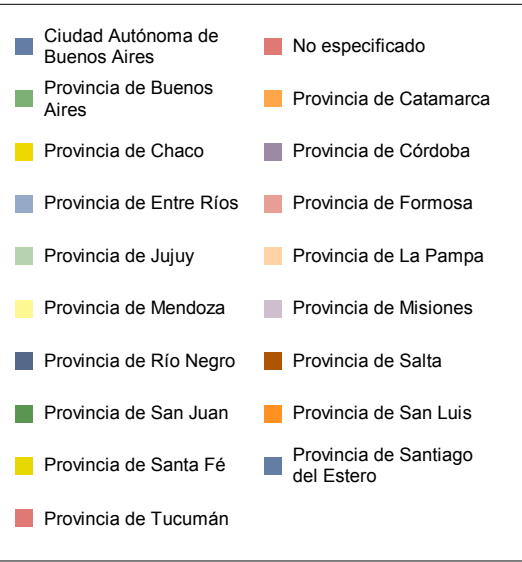 Ciudad Autónoma de
Buenos Aires
No especificado
Provincia de Buenos
Aires
Provincia de Catamarca
Provincia de Chaco
Provincia de Córdoba
Provincia de Entre Ríos
Provincia de Formosa
Provincia de Jujuy
Provincia de La Pampa
Provincia de Mendoza
Provincia de Misiones
Provincia de Río Negro
Provincia de Salta
Provincia de San Juan
Provincia de San Luis
Provincia de Santa Fé
Provincia de Santiago
del Estero
Provincia de Tucumán